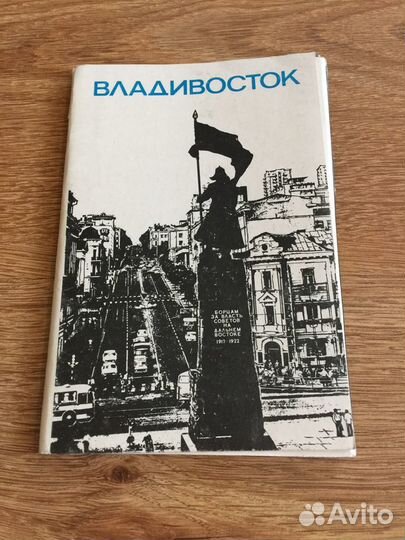 ВЛАДИВОСТОК
БОРЦАМ
ЗА ВЛАСТЬ
СОВЕТОВ
НА
ДАЛЬНЕМ
ВОСТОКЕ
1917-1922
Avito